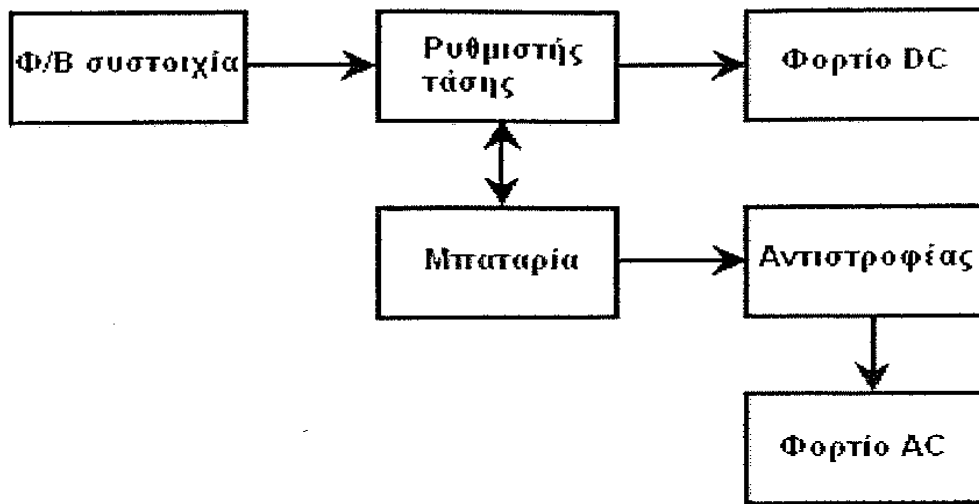 Φ/Β συστοιχία
Ρυθμιστής
τάσης
Φορτίο DC
Μπαταρία
Αντιστροφέας
Φορτίο AC